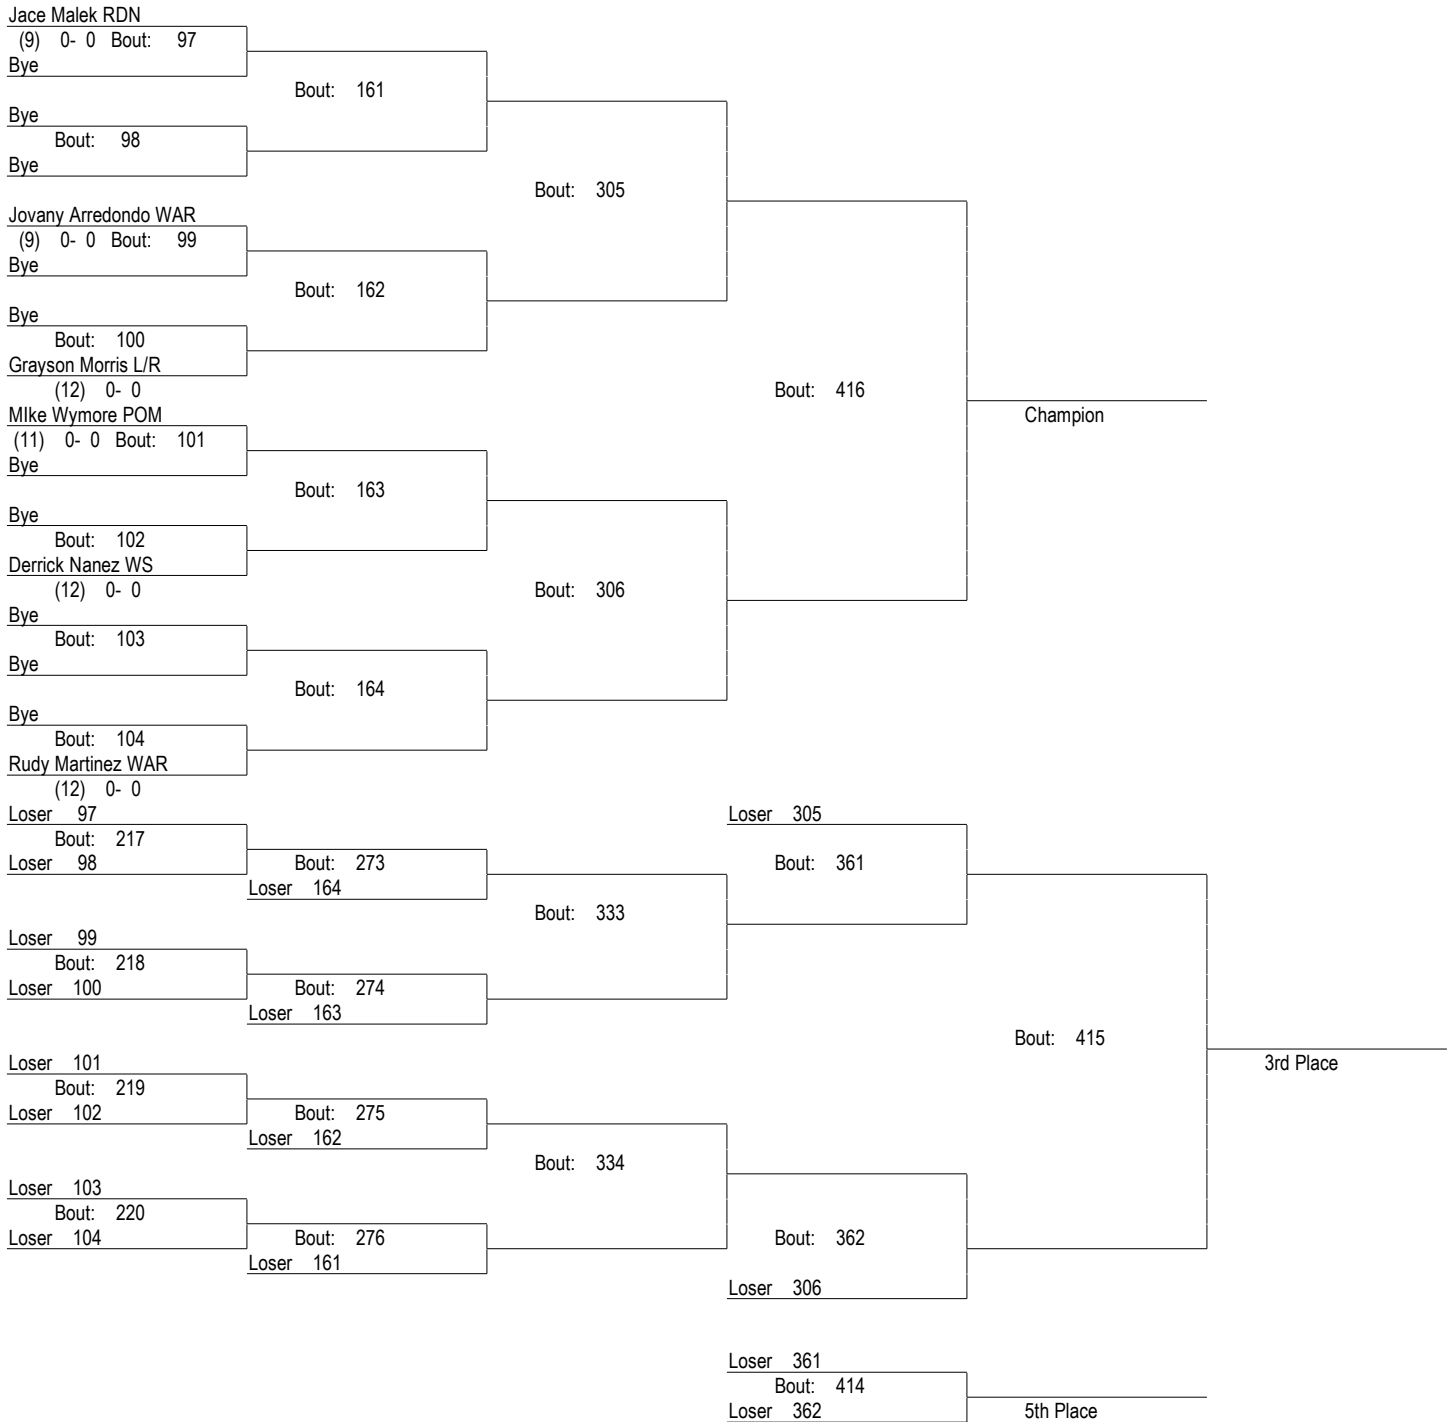 Jace Malek RDN
(9) 0- 0 Bout: 97
Bye
Bout: 161
Bye
Bout: 98
Bye
Bout: 305
Jovany Arredondo WAR
(9) 0- 0 Bout: 99
Bye
Bout: 162
Bye
Bout: 100
Grayson Morris L/R
(12) 0- 0
Bout: 416
MIke Wymore POM
Champion
(11) 0- 0 Bout: 101
Bye
Bout: 163
Bye
Bout: 102
Derrick Nanez WS
(12) 0- 0
Bout: 306
Bye
Bout: 103
Bye
Bout: 164
Bye
Bout: 104
Rudy Martinez WAR
(12) 0- 0
Loser 97
Loser 305
Bout: 217
Loser 98
Bout: 273
Bout: 361
Loser 164
Bout: 333
Loser 99
Bout: 218
Loser 100
Bout: 274
Loser 163
Bout: 415
Loser 101
3rd Place
Bout: 219
Loser 102
Bout: 275
Loser 162
Bout: 334
Loser 103
Bout: 220
Loser 104
Bout: 276
Bout: 362
Loser 161
Loser 306
Loser 361
Bout: 414
Loser 362
5th Place